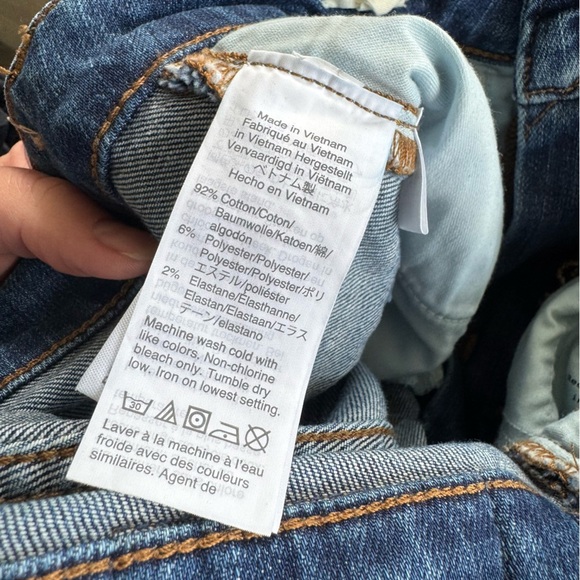 Made in Vietnam
Fabriqué au Vietnam
in Vietnam Hergestellt
Vervaardigd in Viëtnam
ベトナム製
Hecho en Vietnam
92% Cotton/Coton/
Baumwolle/Katoen/綿/
algodón
6% Polyester/Polyester/
Polyester/Polyester/ポリ
エステル/poliéster
2% Elastane/Élasthanne/
Elastan/Elastaan/エラス
テーン/elastano
Machine wash cold with
like colors. Non-chlorine
bleach only. Tumble dry
low. Iron on lowest setting.
30
Laver à la machine à l'eau
froide avec des couleurs
similaires. Agent de